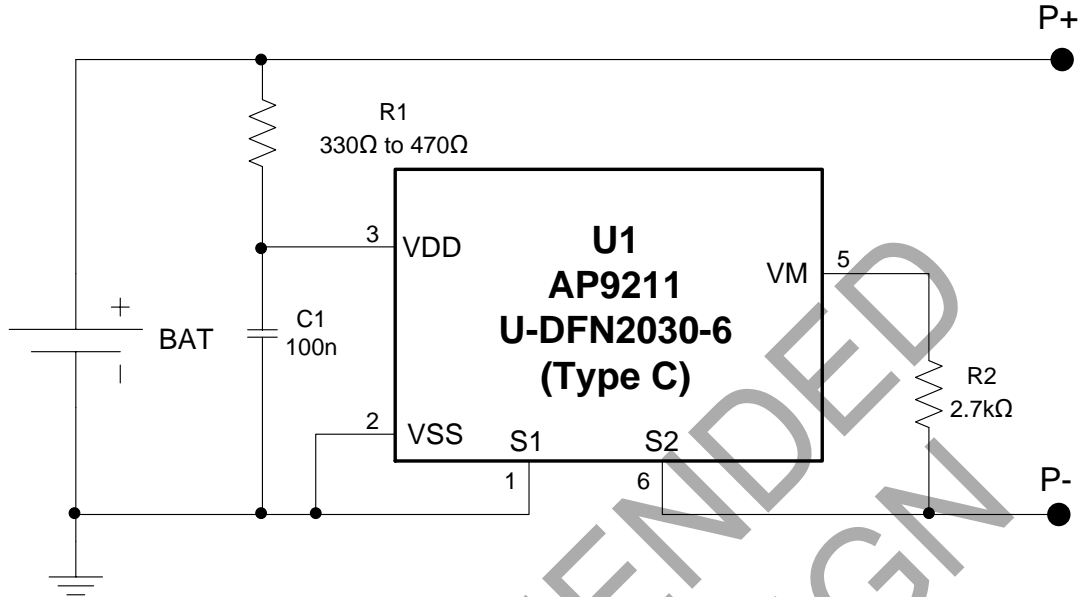 P+
R1
330Ω to 470Ω
3
VDD
U1
AP9211
U-DFN2030-6
(Type C)
VM
5
+
BAT
C1
100n
R2
2.7kΩ
2
VSS
S1
S2
1
6
P-